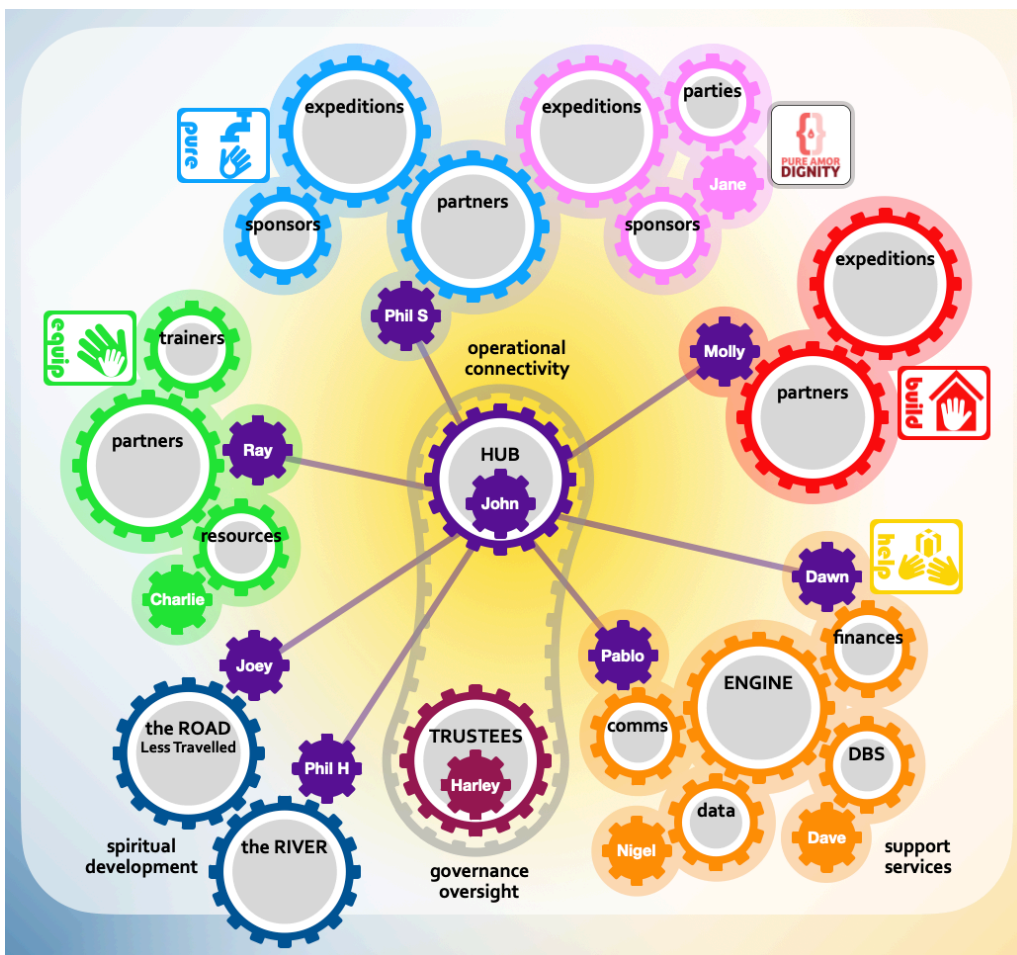 expeditions
expeditions
parties
pure
PURE AMOR
DIGNITY
Jane
partners
sponsors
sponsors
expeditions
Phil S
trainers
equip
operational
connectivity
Molly
partners
build
partners
Ray
HUB
John
resources
Charlie
help
Dawn
finances
Joey
Pablo
ENGINE
the ROAD
Less Travelled
TRUSTEES
comms
DBS
Phil H
Harley
data
Nigel
Dave
spiritual
development
the RIVER
governance
oversight
support
services